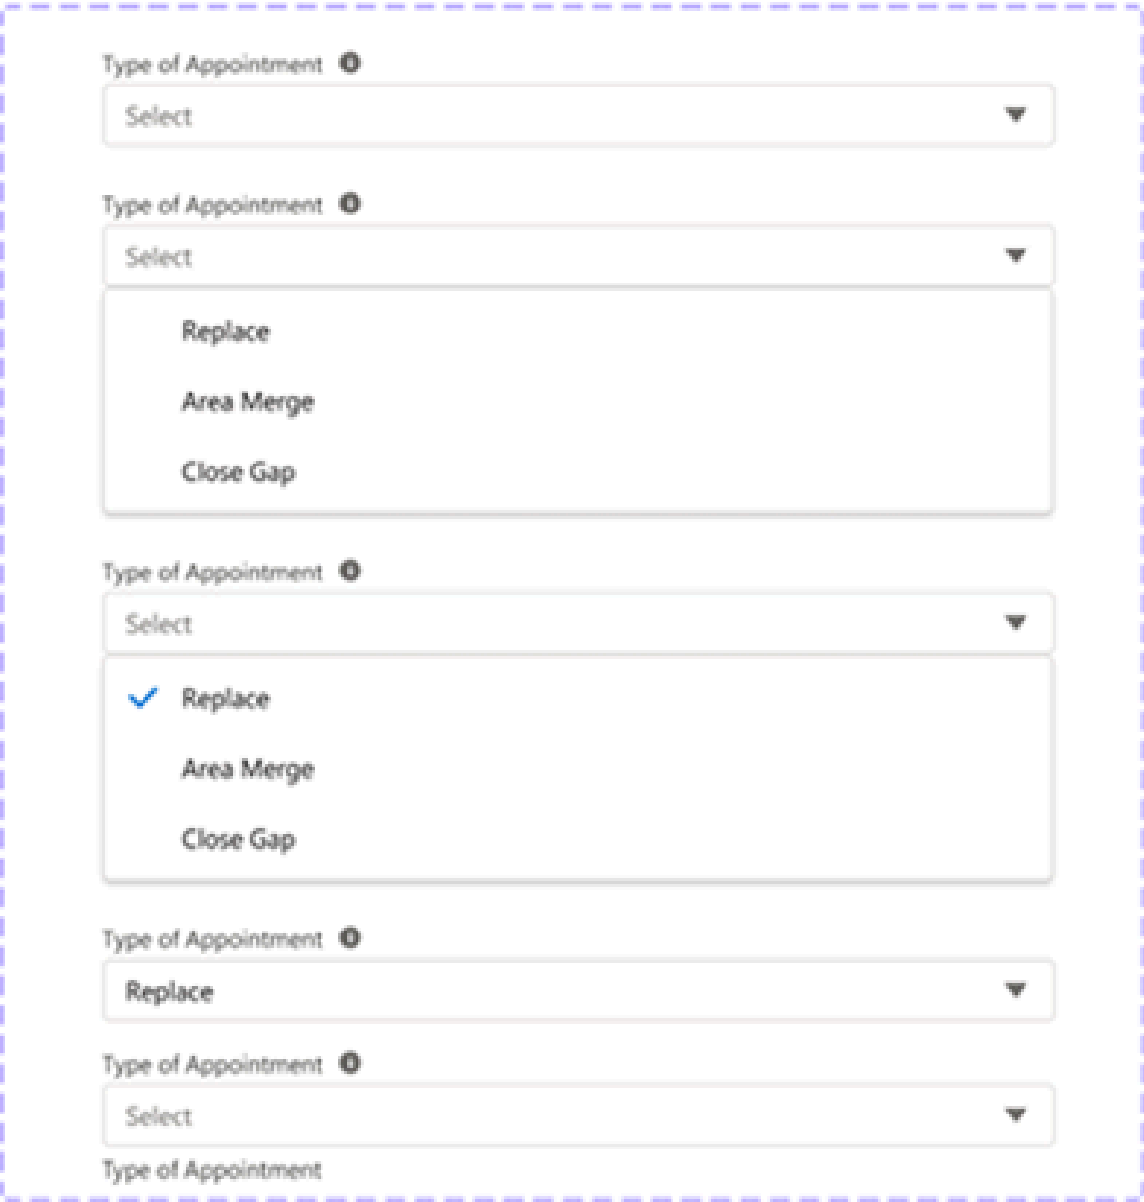 Type of Appointment
Select
Type of Appointment
Select
Replace
Area Merge
Close Gap
Type of Appointment
Select
Replace
Area Merge
Close Gap
Type of Appointment
Replace
Type of Appointment
Select
Type of Appointment